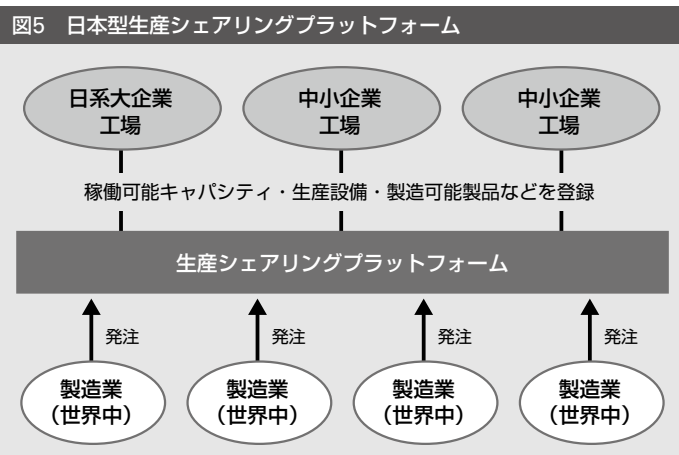 図5　日本型生産シェアリングプラットフォーム
日系大企業
工場
中小企業
工場
中小企業
工場
稼働可能キャパシティ・生産設備・製造可能製品などを登録
生産シェアリングプラットフォーム
発注
発注
発注
発注
製造業
（世界中）
製造業
（世界中）
製造業
（世界中）
製造業
（世界中）